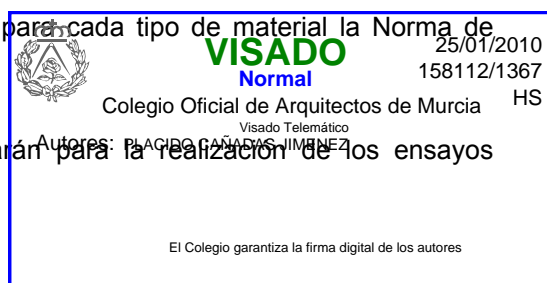 para cada tipo de material la Norma de
VISADO
25/01/2010
Normal
158112/1367
HS
Colegio Oficial de Arquitectos de Murcia
Visado Telemático
Autores: PLACIDO CAÑADAS JIMENEZ
rán para la realización de los ensayos
El Colegio garantiza la firma digital de los autores